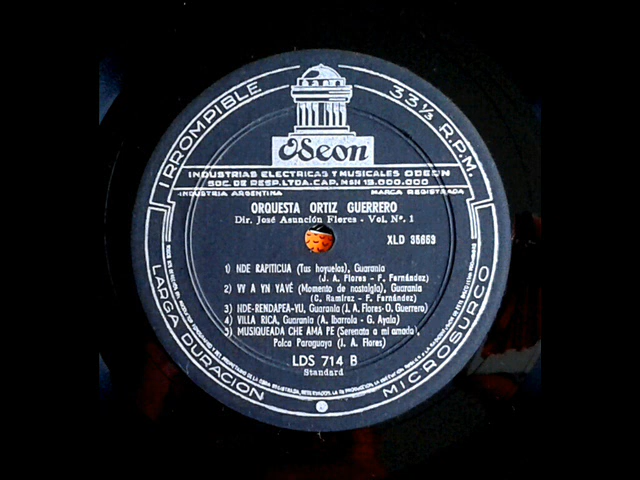 IRROMPIBLE
33⅓ R.P.M.
ODEON
INDUSTRIAS ELECTRICAS Y MUSICALES ODEON
SOC. DE RESP. LTDA. CAP. M$N 15.000.000
INDUSTRIA ARGENTINA MARCA REGISTRADA
ORQUESTA ORTIZ GUERRERO
Dir. José Asunción Flores - Vol. Nº. 1
XLD 35663
1) NDE RAPITICUA (Tus hoyuelos), Guarania
(J. A. Flores - F. Fernández)
2) VY A YN YAVÉ (Momento de nostalgia), Guarania
(C. Ramirez - F. Fernández)
3) NDE-RENDAPEA-YU, Guarania (J. A. Flores-O. Guerrero)
4) VILLA RICA, Guarania (A. Ibarrola - G. Ayala)
5) MUSIQUEADA CHE AMA PE (Serenata a mi amada),
Polca Paraguaya (J. A. Flores)
LDS 714 B
Standard
LARGA DURACION
MICROSURCO